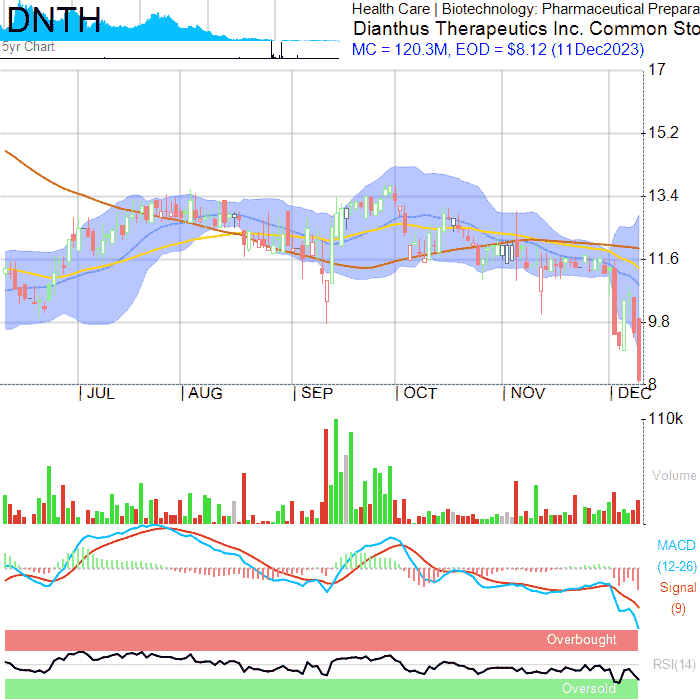 DNTH
5yr Chart
Health Care | Biotechnology: Pharmaceutical Prepara
Dianthus Therapeutics Inc. Common Sto
MC = 120.3M, EOD = $8.12 (11Dec2023)
17
15.2
13.4
11.6
9.8
8
JUL AUG SEP OCT NOV DEC
110k
Volume
MACD
(12-26)
Signal
(9)
Overbought
RSI(14)
Oversold